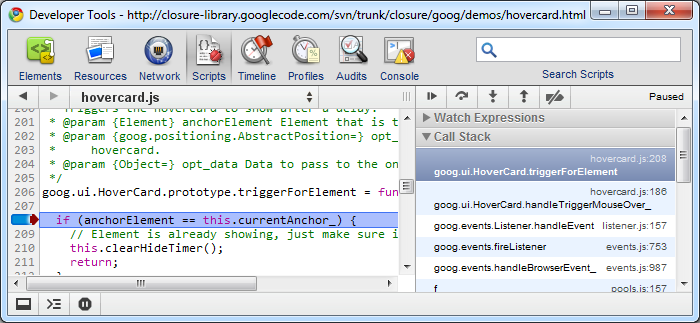 Developer Tools - http://closure-library.googlecode.com/svn/trunk/closure/goog/demos/hovercard.html
Elements Resources Network Scripts Timeline Profiles Audits Console Search Scripts
hovercard.js Paused
200 * Triggers the hovercard to show after a delay.
201 * @param {Element} anchorElement Element that is t
202 * @param {goog.positioning.AbstractPosition=} opt_
203 * hovercard.
204 * @param {Object=} opt_data Data to pass to the on
205 */
206 goog.ui.HoverCard.prototype.triggerForElement = fun
207
if (anchorElement == this.currentAnchor_) {
209 // Element is already showing, just make sure i
210 this.clearHideTimer();
211 return;
212 }
Watch Expressions
Call Stack
hovercard.js:208
goog.ui.HoverCard.triggerForElement
hovercard.js:186
goog.ui.HoverCard.handleTriggerMouseOver_
goog.events.Listener.handleEvent listener.js:157
goog.events.fireListener events.js:753
goog.events.handleBrowserEvent_ events.js:987
f pools.js:157